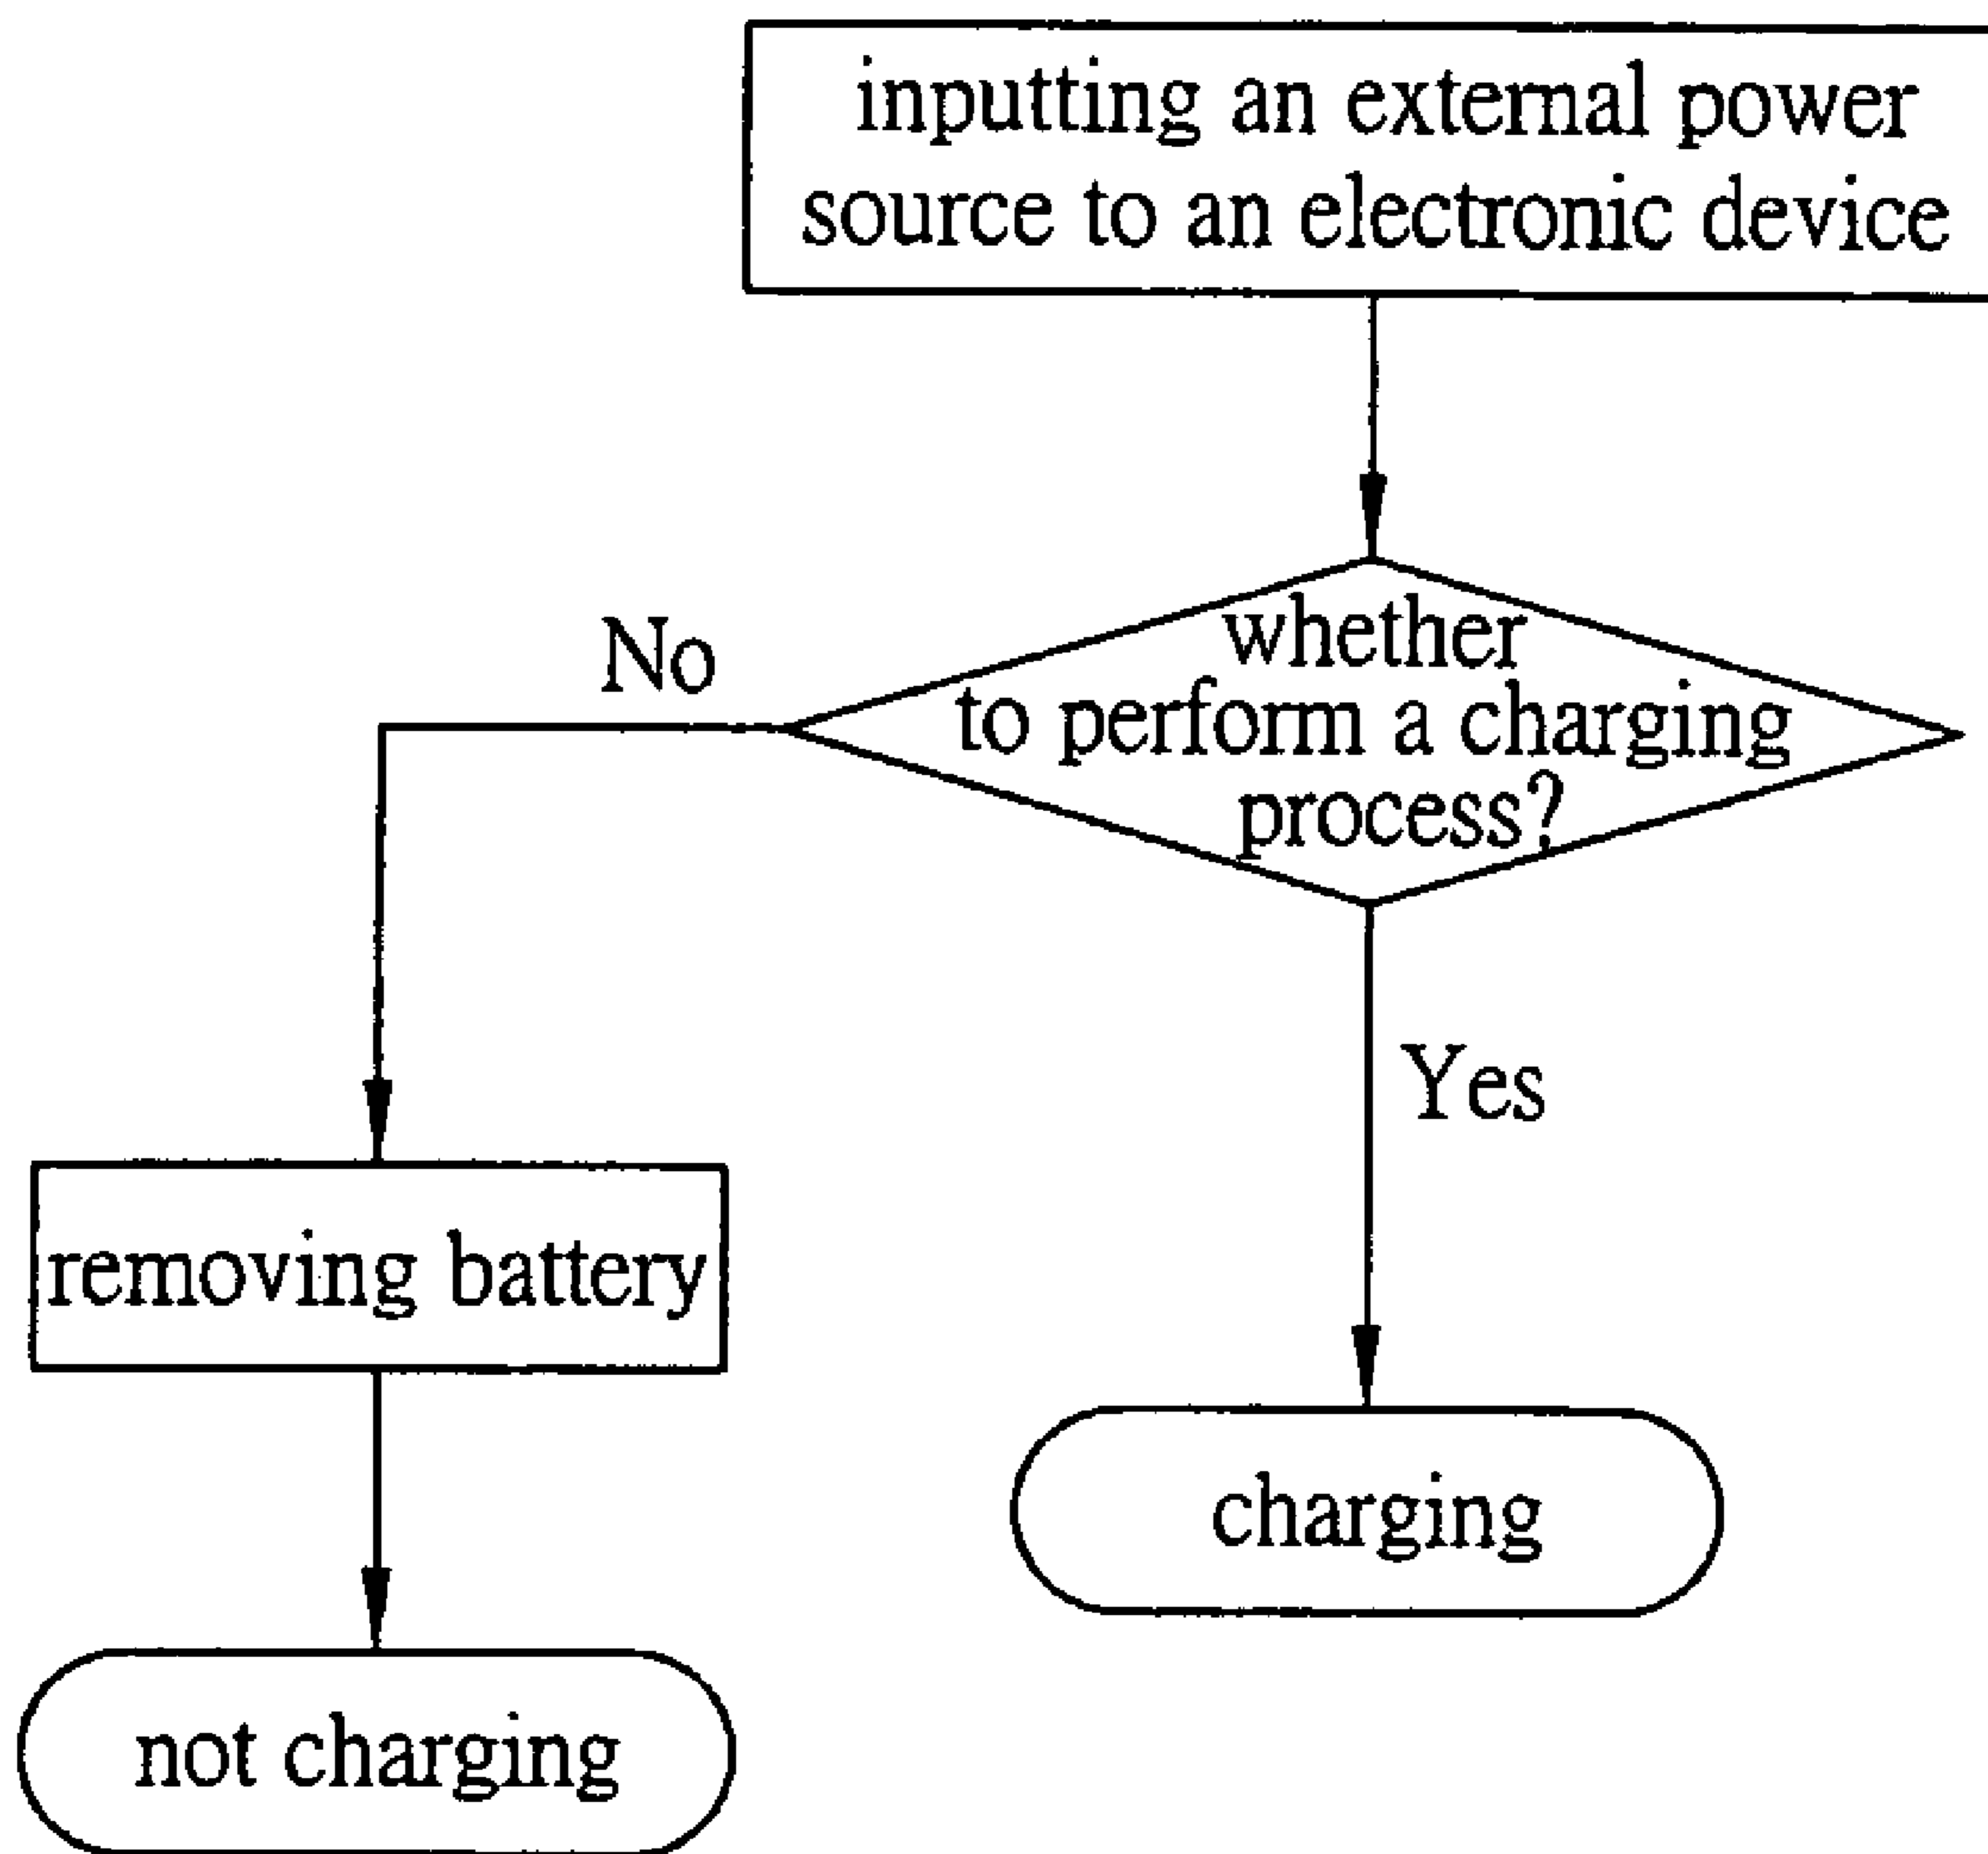 inputting an external power
source to an electronic device
whether
to perform a charging
process?
No
Yes
removing battery
charging
not charging